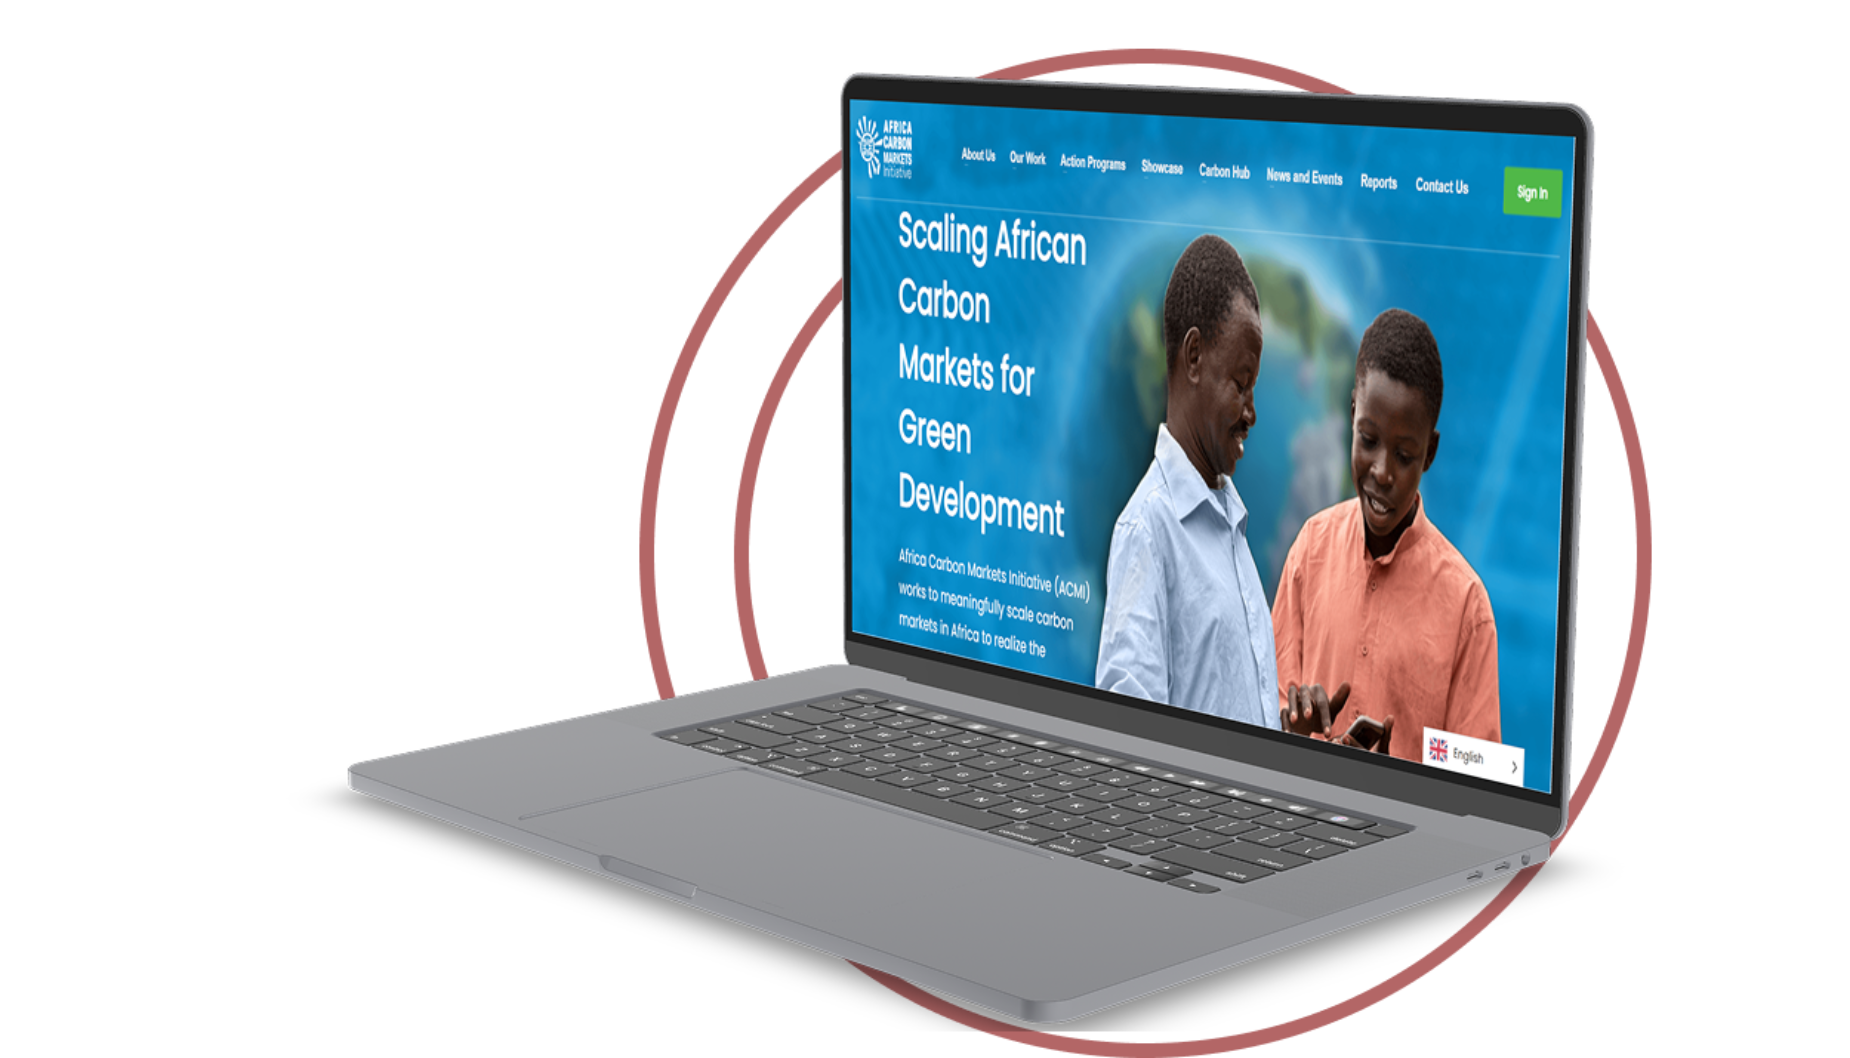 AFRICA
CARBON
MARKETS
Initiative
About Us Our Work Action Programs Showcase Carbon Hub News and Events Reports Contact Us Sign In
Scaling African
Carbon
Markets for
Green
Development
Africa Carbon Markets Initiative (ACMI)
works to meaningfully scale carbon
markets in Africa to realize the
English